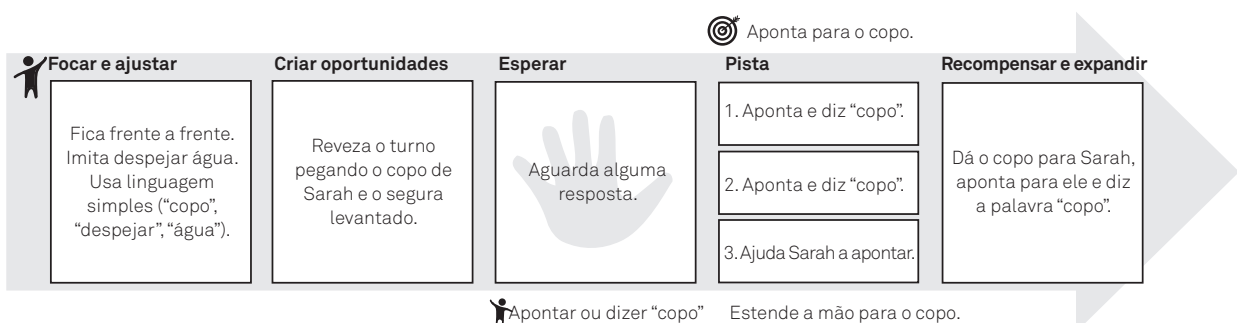 Aponta para o copo.
Focar e ajustar
Criar oportunidades
Esperar
Pista
Recompensar e expandir
Fica frente a frente.
Imita despejar água.
Usa linguagem
simples (“copo”,
“despejar”, “água”).
Reveza o turno
pegando o copo de
Sarah e o segura
levantado.
Aguarda alguma
resposta.
1. Aponta e diz “copo”.
2. Aponta e diz “copo”.
3. Ajuda Sarah a apontar.
Dá o copo para Sarah,
aponta para ele e diz
a palavra “copo”.
Apontar ou dizer “copo”
Estende a mão para o copo.